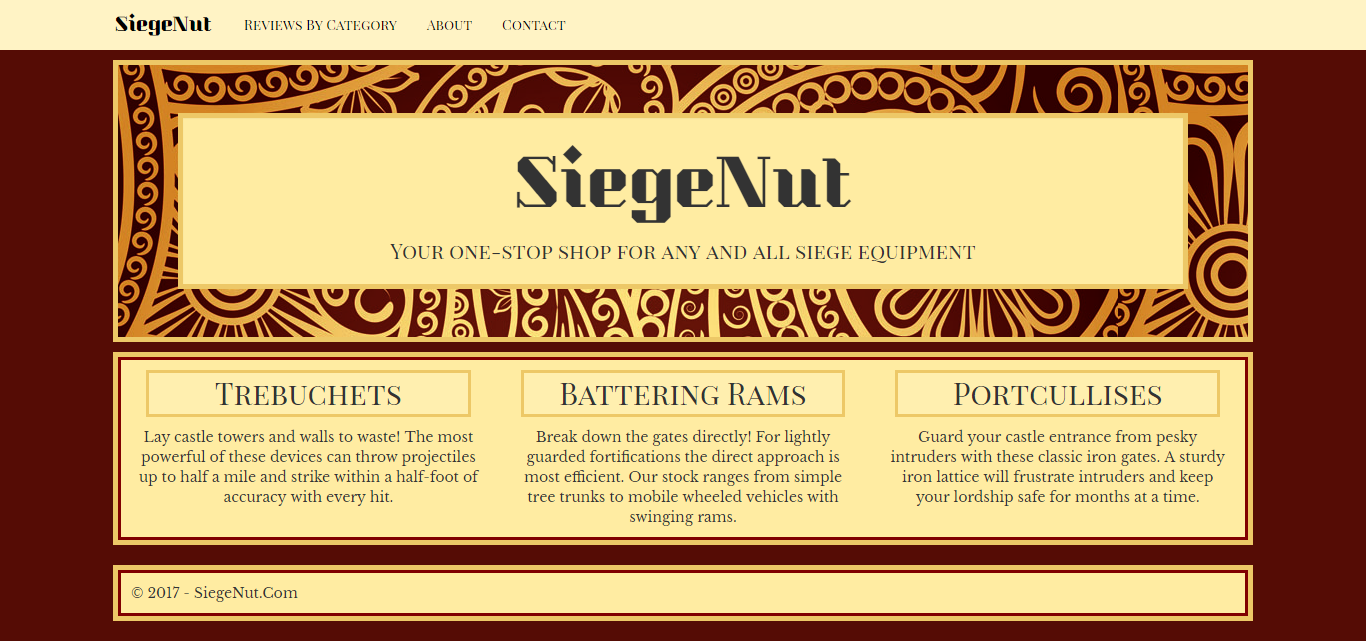 SiegeNut Reviews By Category About Contact
SiegeNut
Your one-stop shop for any and all siege equipment
Trebuchets
Lay castle towers and walls to waste! The most
powerful of these devices can throw projectiles
up to half a mile and strike within a half-foot of
accuracy with every hit.
Battering Rams
Break down the gates directly! For lightly
guarded fortifications the direct approach is
most efficient. Our stock ranges from simple
tree trunks to mobile wheeled vehicles with
swinging rams.
Portcullises
Guard your castle entrance from pesky
intruders with these classic iron gates. A sturdy
iron lattice will frustrate intruders and keep
your lordship safe for months at a time.
© 2017 - SiegeNut.Com